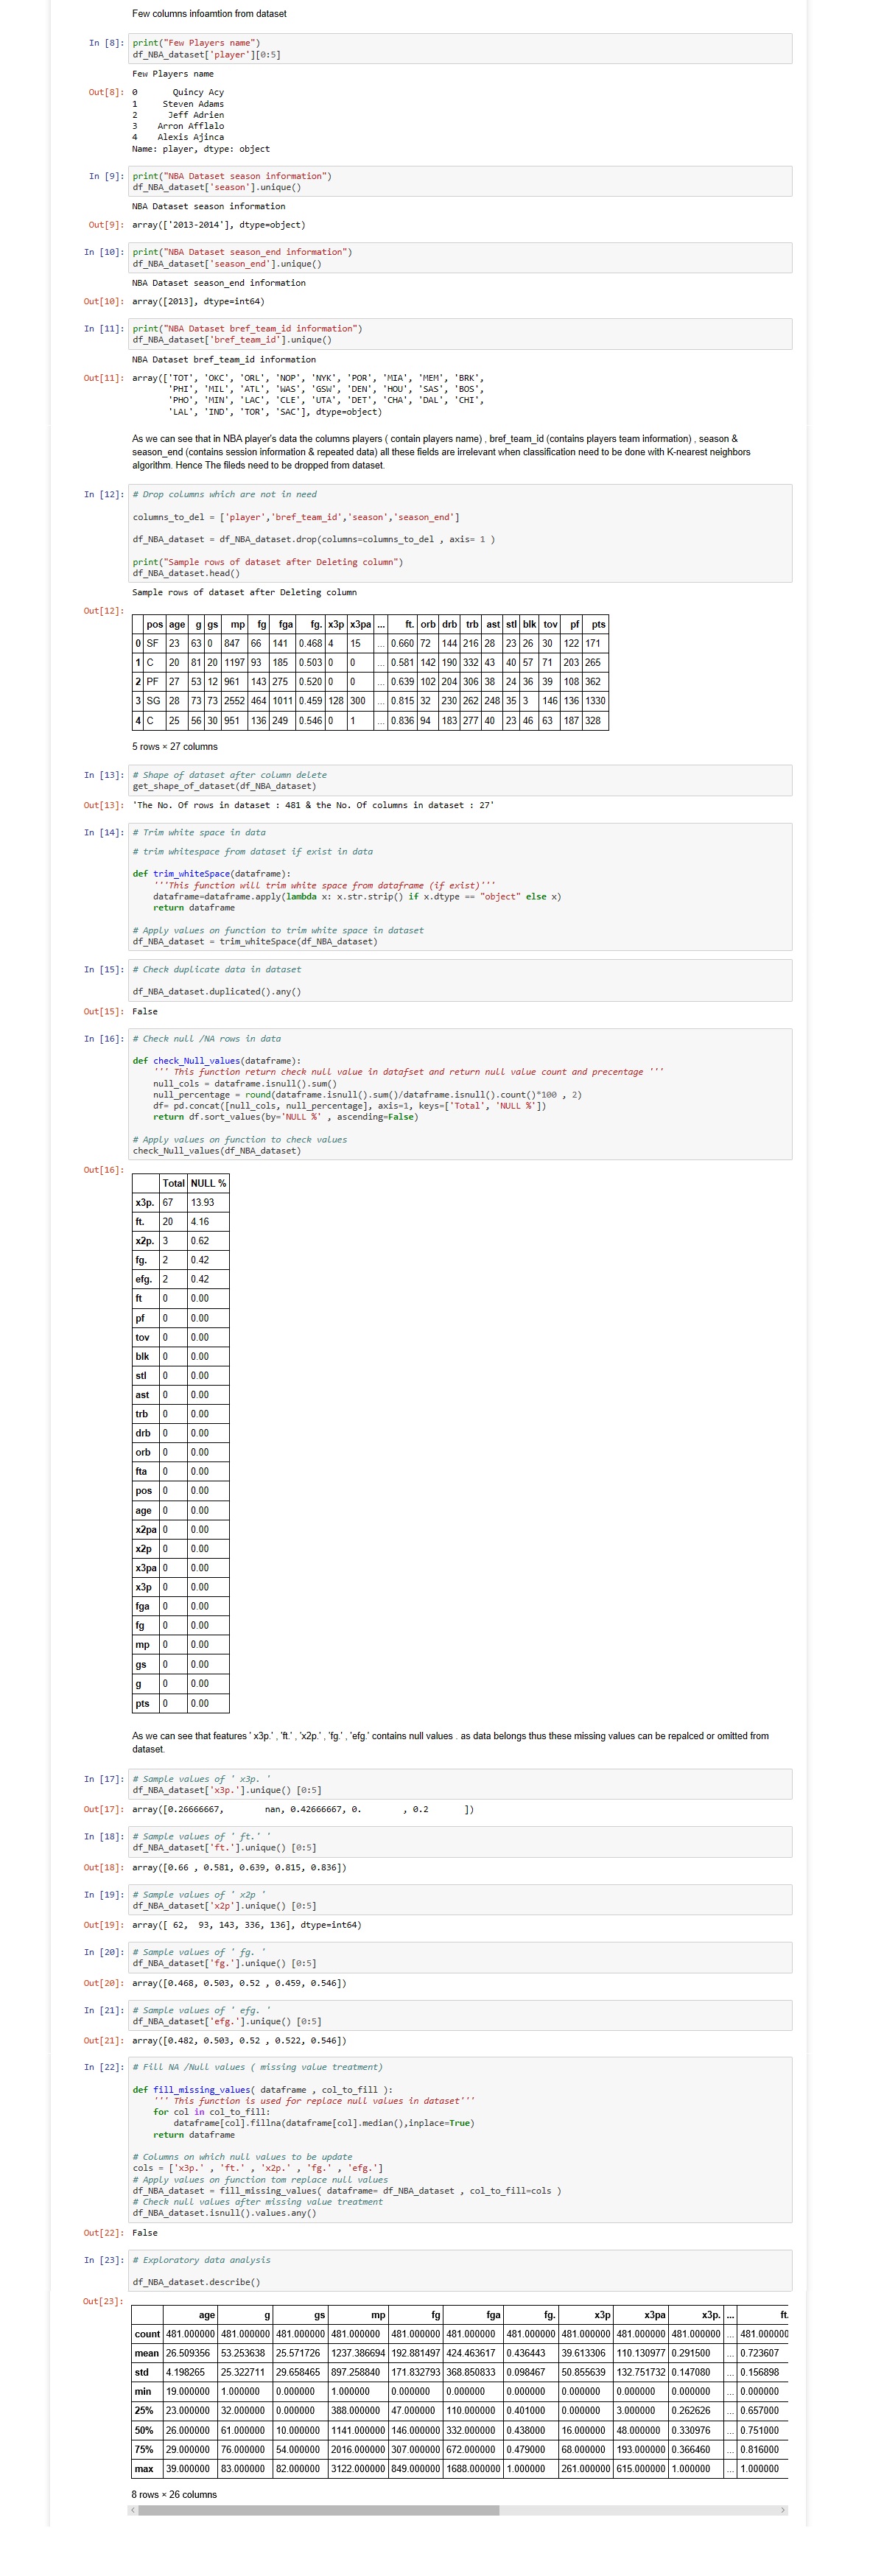 Few columns infoamtion from dataset
In [8]: print("Few Players name")
df_NBA_dataset['player'][0:5]
Few Players name
Out[8]: 0 Quincy Acy
1 Steven Adams
2 Jeff Adrien
3 Arron Afflalo
4 Alexis Ajinca
Name: player, dtype: object
In [9]: print("NBA Dataset season information")
df_NBA_dataset['season'].unique()
NBA Dataset season information
Out[9]: array(['2013-2014'], dtype=object)
In [10]: print("NBA Dataset season_end information")
df_NBA_dataset['season_end'].unique()
NBA Dataset season_end information
Out[10]: array([2013], dtype=int64)
In [11]: print("NBA Dataset bref_team_id information")
df_NBA_dataset['bref_team_id'].unique()
NBA Dataset bref_team_id information
Out[11]: array(['TOT', 'OKC', 'ORL', 'NOP', 'NYK', 'POR', 'MIA', 'MEM', 'BRK',
'PHI', 'MIL', 'ATL', 'WAS', 'GSW', 'DEN', 'HOU', 'SAS', 'BOS',
'PHO', 'MIN', 'LAC', 'CLE', 'UTA', 'DET', 'CHA', 'DAL', 'CHI',
'LAL', 'IND', 'TOR', 'SAC'], dtype=object)
As we can see that in NBA player's data the columns players ( contain players name) , bref_team_id (contains players team information) , season &
season_end (contains session information & repeated data) all these fields are irrelevant when classification need to be done with K-nearest neighbors
algorithm. Hence The fileds need to be dropped from dataset.
In [12]: # Drop columns which are not in need
columns_to_del = ['player','bref_team_id','season','season_end']
df_NBA_dataset = df_NBA_dataset.drop(columns=columns_to_del , axis= 1 )
print("Sample rows of dataset after Deleting column")
df_NBA_dataset.head()
Sample rows of dataset after Deleting column
Out[12]:
pos age g gs mp fg fga fg. x3p x3pa ... ft. orb drb trb ast stl blk tov pf pts
0 SF 23 63 0 847 66 141 0.468 4 15 ... 0.660 72 144 216 28 23 26 30 122 171
1 C 20 81 20 1197 93 185 0.503 0 0 ... 0.581 142 190 332 43 40 57 71 203 265
2 PF 27 53 12 961 143 275 0.520 0 0 ... 0.639 102 204 306 38 24 36 39 108 362
3 SG 28 73 73 2552 464 1011 0.459 128 300 ... 0.815 32 230 262 248 35 3 146 136 1330
4 C 25 56 30 951 136 249 0.546 0 1 ... 0.836 94 183 277 40 23 46 63 187 328
5 rows × 27 columns
In [13]: # Shape of dataset after column delete
get_shape_of_dataset(df_NBA_dataset)
Out[13]: 'The No. Of rows in dataset : 481 & the No. Of columns in dataset : 27'
In [14]: # Trim white space in data
# trim whitespace from dataset if exist in data
def trim_whiteSpace(dataframe):
'''This function will trim white space from dataframe (if exist)'''
dataframe=dataframe.apply(lambda x: x.str.strip() if x.dtype == "object" else x)
return dataframe
# Apply values on function to trim white space in dataset
df_NBA_dataset = trim_whiteSpace(df_NBA_dataset)
In [15]: # Check duplicate data in dataset
df_NBA_dataset.duplicated().any()
Out[15]: False
In [16]: # Check null /NA rows in data
def check_Null_values(dataframe):
''' This function return check null value in datafset and return null value count and precentage '''
null_cols = dataframe.isnull().sum()
null_percentage = round(dataframe.isnull().sum()/dataframe.isnull().count()*100 , 2)
df= pd.concat([null_cols, null_percentage], axis=1, keys=['Total', 'NULL %'])
return df.sort_values(by='NULL %' , ascending=False)
# Apply values on function to check values
check_Null_values(df_NBA_dataset)
Out[16]:
Total NULL %
x3p. 67 13.93
ft. 20 4.16
x2p. 3 0.62
fg. 2 0.42
efg. 2 0.42
ft 0 0.00
pf 0 0.00
tov 0 0.00
blk 0 0.00
stl 0 0.00
ast 0 0.00
trb 0 0.00
drb 0 0.00
orb 0 0.00
fta 0 0.00
pos 0 0.00
age 0 0.00
x2pa 0 0.00
x2p 0 0.00
x3pa 0 0.00
x3p 0 0.00
fga 0 0.00
fg 0 0.00
mp 0 0.00
gs 0 0.00
g 0 0.00
pts 0 0.00
As we can see that features ' x3p.' , 'ft.' , 'x2p.' , 'fg.' , 'efg.' contains null values . as data belongs thus these missing values can be repalced or omitted from
dataset.
In [17]: # Sample values of ' x3p. '
df_NBA_dataset['x3p.'].unique() [0:5]
Out[17]: array([0.26666667, nan, 0.42666667, 0. , 0.2 ])
In [18]: # Sample values of ' ft.' '
df_NBA_dataset['ft.'].unique() [0:5]
Out[18]: array([0.66 , 0.581, 0.639, 0.815, 0.836])
In [19]: # Sample values of ' x2p '
df_NBA_dataset['x2p'].unique() [0:5]
Out[19]: array([ 62, 93, 143, 336, 136], dtype=int64)
In [20]: # Sample values of ' fg. '
df_NBA_dataset['fg.'].unique() [0:5]
Out[20]: array([0.468, 0.503, 0.52 , 0.459, 0.546])
In [21]: # Sample values of ' efg. '
df_NBA_dataset['efg.'].unique() [0:5]
Out[21]: array([0.482, 0.503, 0.52 , 0.522, 0.546])
In [22]: # Fill NA /Null values ( missing value treatment)
def fill_missing_values( dataframe , col_to_fill ):
''' This function is used for replace null values in dataset'''
for col in col_to_fill:
dataframe[col].fillna(dataframe[col].median(),inplace=True)
return dataframe
# Columns on which null values to be update
cols = ['x3p.' , 'ft.' , 'x2p.' , 'fg.' , 'efg.']
# Apply values on function tom replace null values
df_NBA_dataset = fill_missing_values( dataframe= df_NBA_dataset , col_to_fill=cols )
# Check null values after missing value treatment
df_NBA_dataset.isnull().values.any()
Out[22]: False
In [23]: # Exploratory data analysis
df_NBA_dataset.describe()
Out[23]:
age g gs mp fg fga fg. x3p x3pa x3p. ... ft.
count 481.000000 481.000000 481.000000 481.000000 481.000000 481.000000 481.000000 481.000000 481.000000 481.000000 ... 481.000000
mean 26.509356 53.253638 25.571726 1237.386694 192.881497 424.463617 0.436443 39.613306 110.130977 0.291500 ... 0.723607
std 4.198265 25.322711 29.658465 897.258840 171.832793 368.850833 0.098467 50.855639 132.751732 0.147080 ... 0.156898
min 19.000000 1.000000 0.000000 1.000000 0.000000 0.000000 0.000000 0.000000 0.000000 0.000000 ... 0.000000
25% 23.000000 32.000000 0.000000 388.000000 47.000000 110.000000 0.401000 0.000000 3.000000 0.262626 ... 0.657000
50% 26.000000 61.000000 10.000000 1141.000000 146.000000 332.000000 0.438000 16.000000 48.000000 0.330976 ... 0.751000
75% 29.000000 76.000000 54.000000 2016.000000 307.000000 672.000000 0.479000 68.000000 193.000000 0.366460 ... 0.816000
max 39.000000 83.000000 82.000000 3122.000000 849.000000 1688.000000 1.000000 261.000000 615.000000 1.000000 ... 1.000000
8 rows × 26 columns